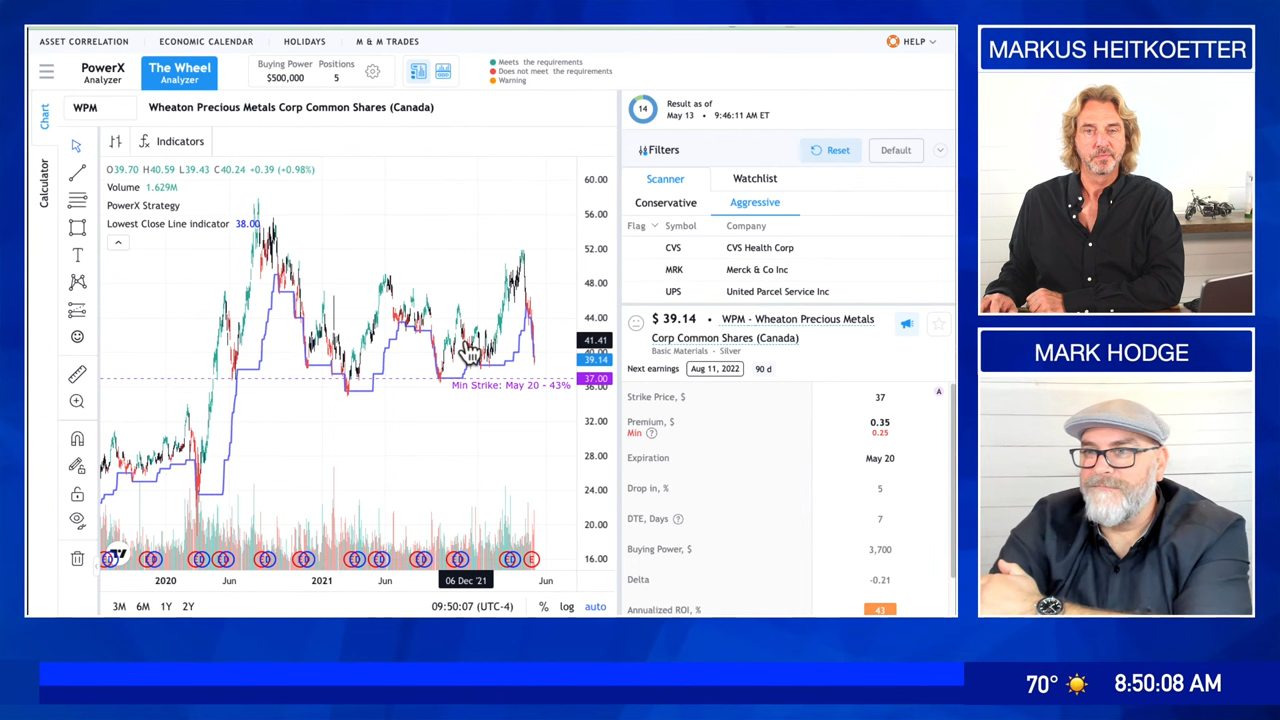 ASSET CORRELATION ECONOMIC CALENDAR HOLIDAYS M & M TRADES HELP
PowerX Analyzer
The Wheel Analyzer
Buying Power Positions
$500,000 5
Meets the requirements
Does not meet the requirements
Warning
Chart
Calculator
WPM Wheaton Precious Metals Corp Common Shares (Canada)
Indicators
O39.70 H40.59 L39.43 C40.24 +0.39 (+0.98%)
Volume 1.629M
PowerX Strategy
Lowest Close Line indicator 38.00
60.00
56.00
52.00
48.00
44.00
41.41
40.00
39.14
37.00
36.00
32.00
28.00
24.00
20.00
16.00
Min Strike: May 20 - 43%
2020 Jun 2021 Jun 06 Dec '21 Jun
3M 6M 1Y 2Y 09:50:07 (UTC-4) % log auto
14
Result as of
May 13 • 9:46:11 AM ET
Filters Reset Default
Scanner Watchlist
Conservative Aggressive
Flag Symbol Company
CVS CVS Health Corp
MRK Merck & Co Inc
UPS United Parcel Service Inc
$ 39.14 • WPM - Wheaton Precious Metals
Corp Common Shares (Canada)
Basic Materials - Silver
Next earnings Aug 11, 2022 90 d
A
Strike Price, $ 37
Premium, $ 0.35
Min ? 0.25
Expiration May 20
Drop in, % 5
DTE, Days ? 7
Buying Power, $ 3,700
Delta -0.21
Annualized ROI, % 43
MARKUS HEITKOETTER
MARK HODGE
70° 8:50:08 AM